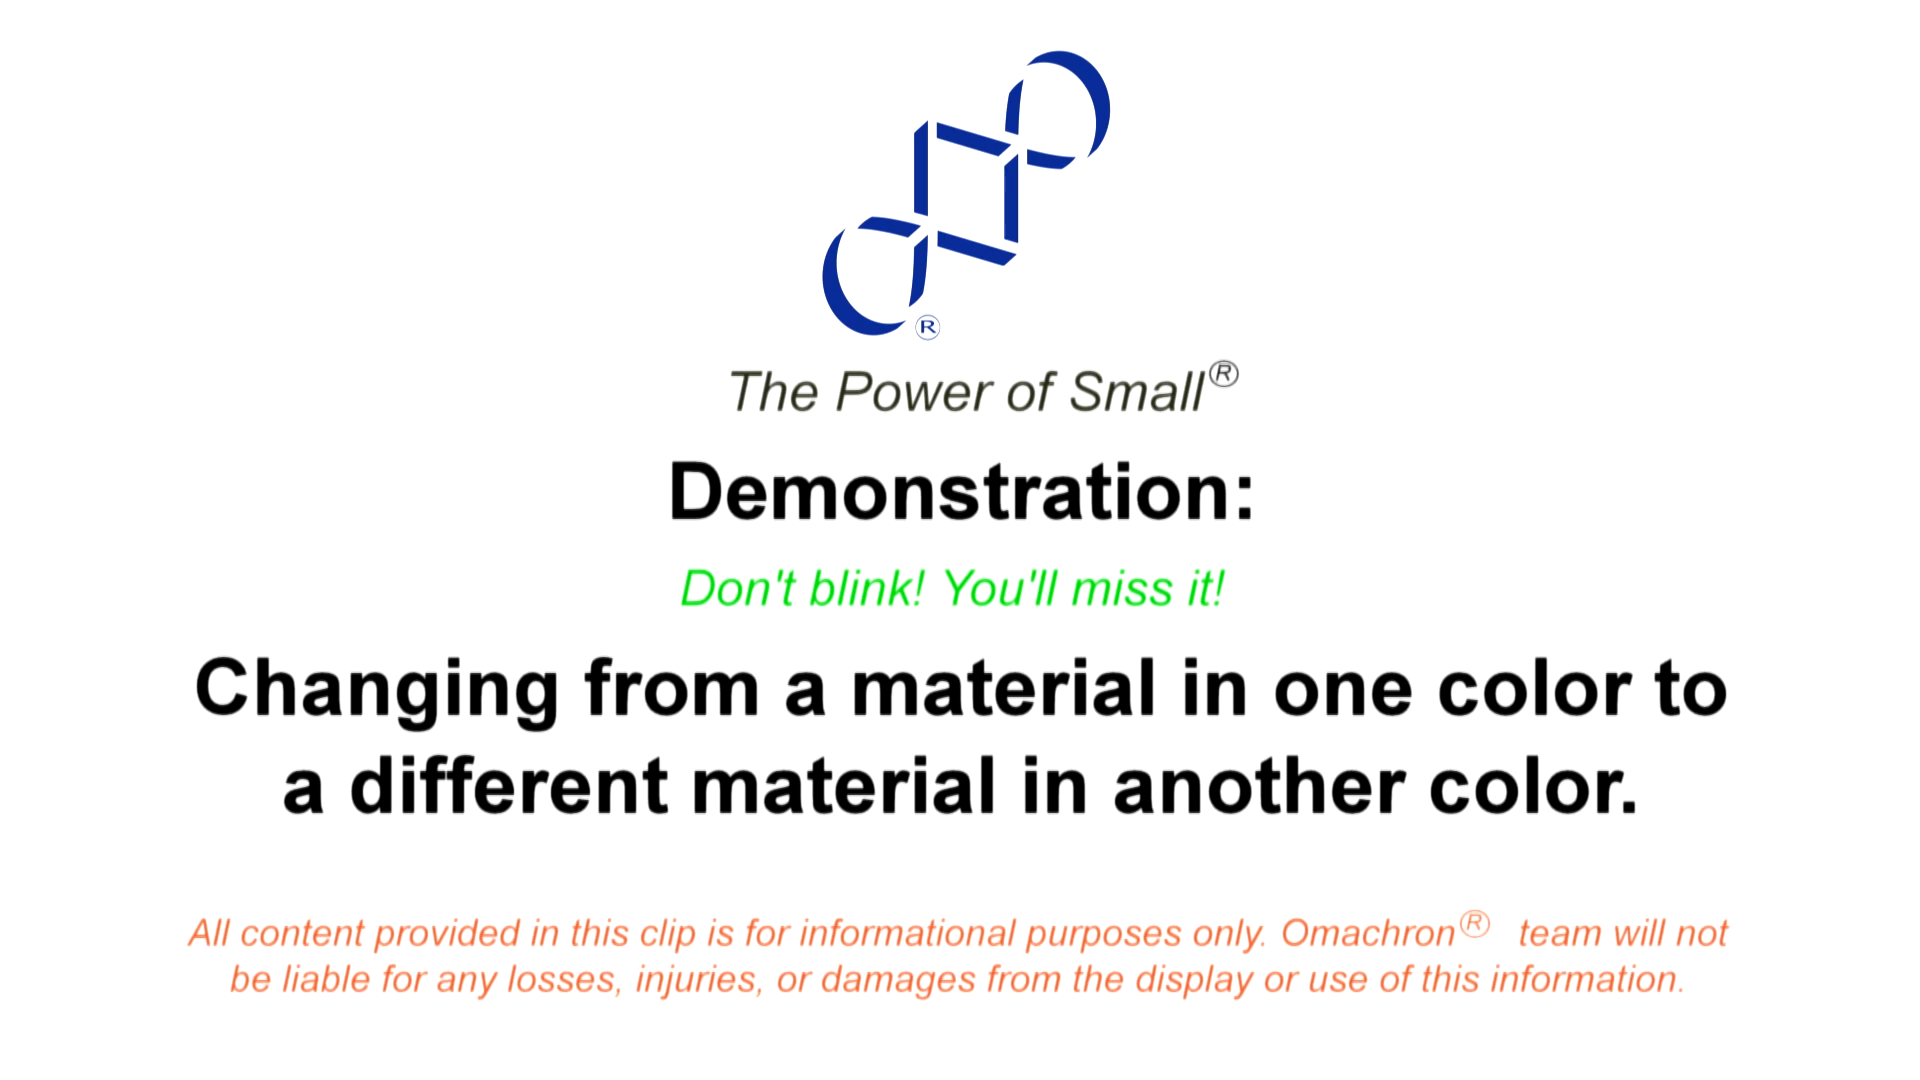 ®
The Power of Small®
Demonstration:
Don't blink! You'll miss it!
Changing from a material in one color to
a different material in another color.
All content provided in this clip is for informational purposes only. Omachron® team will not
be liable for any losses, injuries, or damages from the display or use of this information.